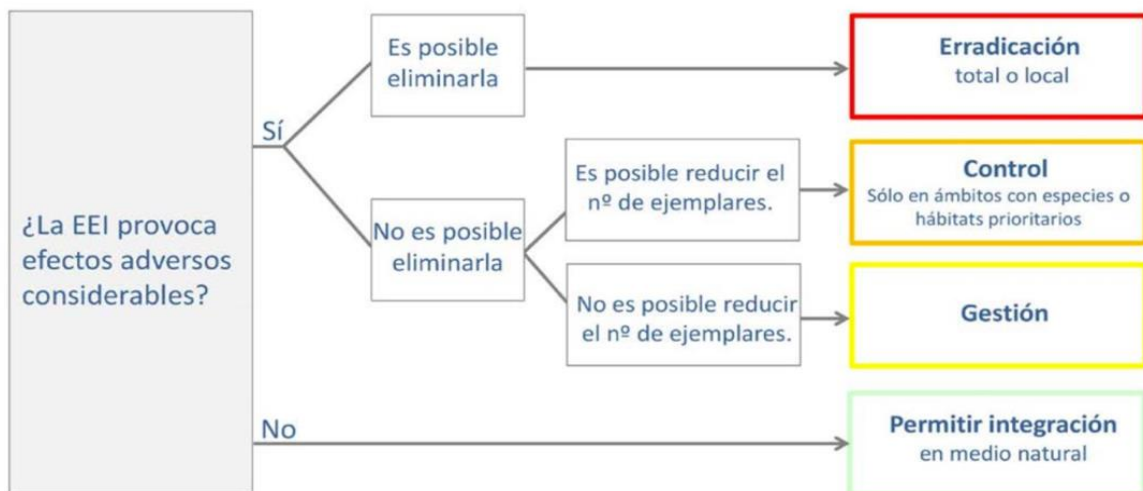 ¿La EEI provoca
efectos adversos
considerables?
Sí
Es posible
eliminarla
Erradicación
total o local
No es posible
eliminarla
Es posible reducir el
nº de ejemplares.
Control
Sólo en ámbitos con especies o
hábitats prioritarios
No es posible reducir
el nº de ejemplares.
Gestión
No
Permitir integración
en medio natural